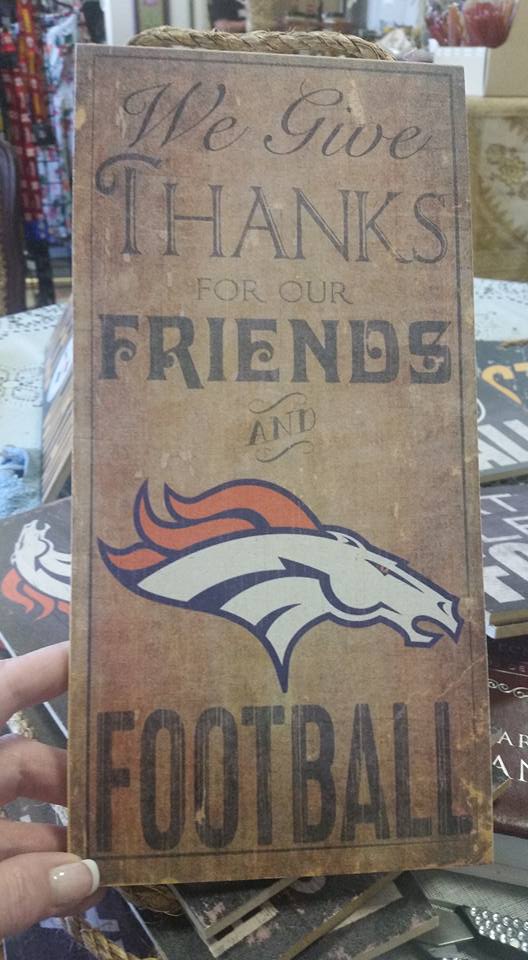 We Give
THANKS
FOR OUR
FRIENDS
AND
FOOTBALL